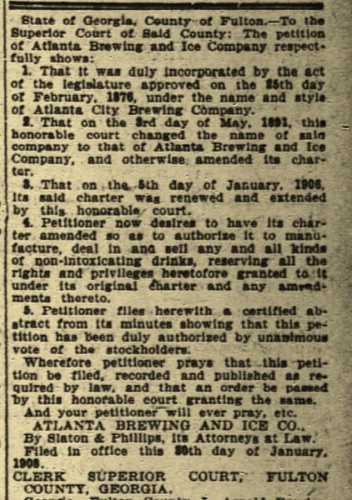 State of Georgia, County of Fulton.—To the
Superior Court of Said County: The petition
of Atlanta Brewing and Ice Company respect-
fully shows:
1. That it was duly incorporated by the act
of the legislature approved on the 25th day
of February, 1876, under the name and style
of Atlanta City Brewing Company.
2. That on the 3rd day of May, 1891, this
honorable court changed the name of said
company to that of Atlanta Brewing and Ice
Company, and otherwise amended its char-
ter.
3. That on the 5th day of January, 1906,
its said charter was renewed and extended
by this honorable court.
4. Petitioner now desires to have its char-
ter amended so as to authorize it to manu-
facture, deal in and sell any and all kinds
of non-intoxicating drinks, reserving all the
rights and privileges heretofore granted to it
under its original charter and any amend-
ments thereto.
5. Petitioner files herewith a certified ab-
stract from its minutes showing that this pe-
tition has been duly authorized by unanimous
vote of the stockholders.
Wherefore petitioner prays that this peti-
tion be filed, recorded and published as re-
quired by law, and that an order be passed
by this honorable court granting the same.
And your petitioner will ever pray, etc.
ATLANTA BREWING AND ICE CO.,
By Slaton & Phillips, its Attorneys at Law.
Filed in office this 30th day of January,
1908.
CLERK SUPERIOR COURT, FULTON
COUNTY, GEORGIA.